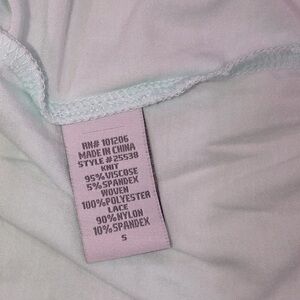 RN# 101206
MADE IN CHINA
STYLE #25538
KNIT
95%VISCOSE
5%SPANDEX
WOVEN
100%POLYESTER
LACE
90%NYLON
10%SPANDEX
S